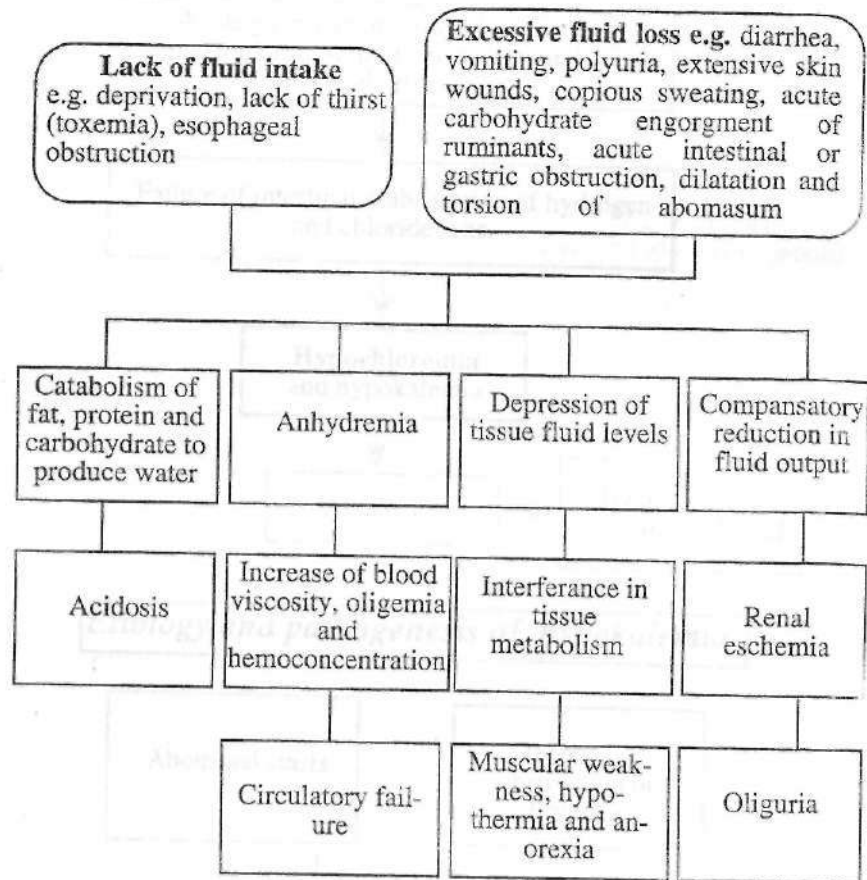 Lack of fluid intake
e.g. deprivation, lack of thirst
(toxemia), esophageal
obstruction
Excessive fluid loss e.g. diarrhea,
vomiting, polyuria, extensive skin
wounds, copious sweating, acute
carbohydrate engorgment of
ruminants, acute intestinal or
gastric obstruction, dilatation and
torsion of abomasum
Catabolism of
fat, protein and
carbohydrate to
produce water
Anhydremia
Depression of
tissue fluid levels
Compansatory
reduction in
fluid output
Acidosis
Increase of blood
viscosity, oligemia
and
hemoconcentration
Interferance in
tissue
metabolism
Renal
eschemia
Circulatory fail-
ure
Muscular weak-
ness, hypo-
thermia and an-
orexia
Oliguria